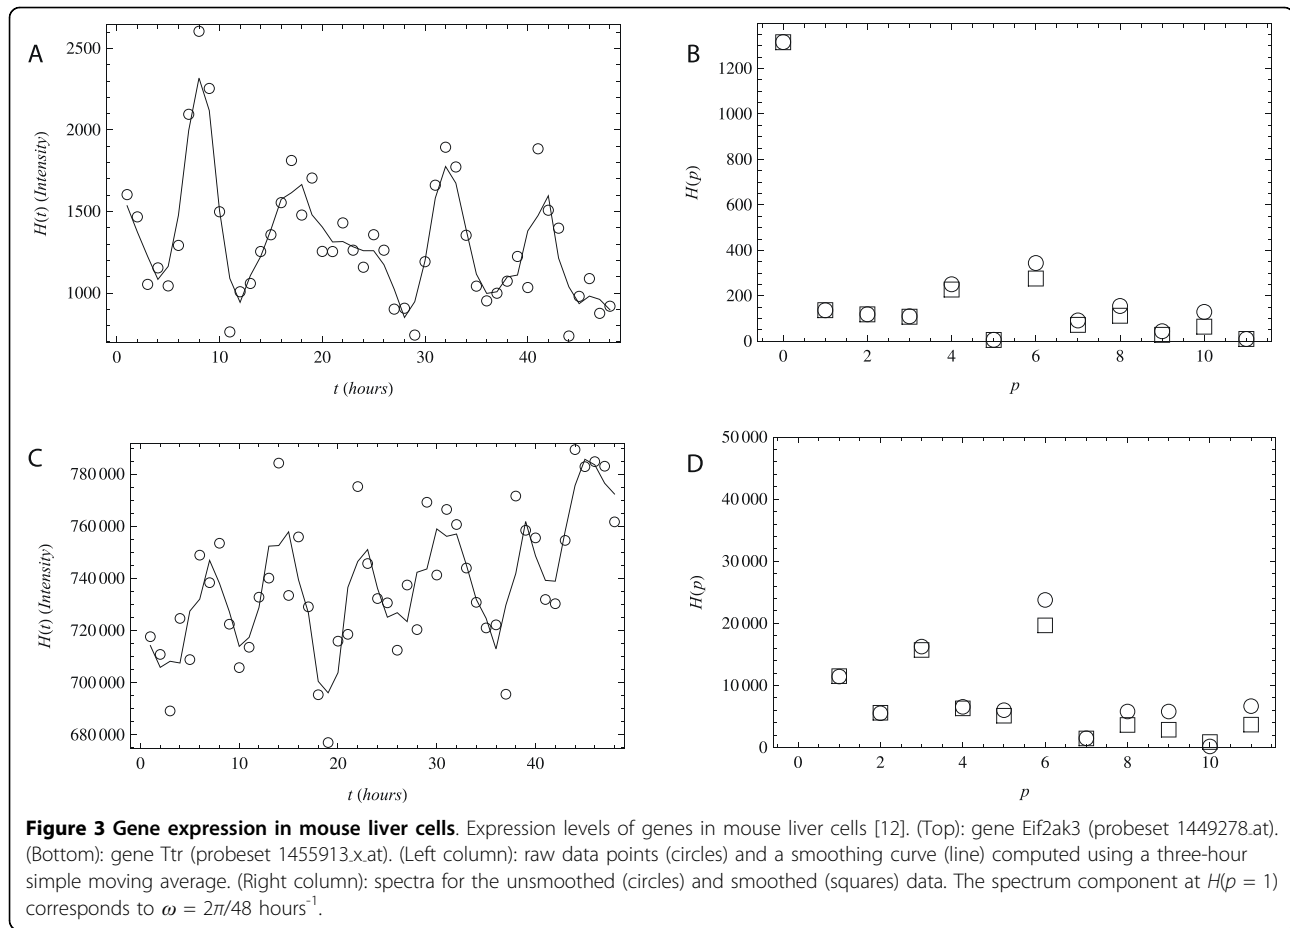 A
2500
2000
1500
1000
H(t) (Intensity)
0 10 20 30 40
t (hours)
B
1200
1000
800
600
400
200
0
H(p)
0 2 4 6 8 10
p
C
780 000
760 000
740 000
720 000
700 000
680 000
H(t) (Intensity)
0 10 20 30 40
t (hours)
D
50 000
40 000
30 000
20 000
10 000
0
H(p)
0 2 4 6 8 10
p
Figure 3 Gene expression in mouse liver cells. Expression levels of genes in mouse liver cells [12]. (Top): gene Eif2ak3 (probeset 1449278.at).
(Bottom): gene Ttr (probeset 1455913.x.at). (Left column): raw data points (circles) and a smoothing curve (line) computed using a three-hour
simple moving average. (Right column): spectra for the unsmoothed (circles) and smoothed (squares) data. The spectrum component at H(p = 1)
corresponds to ω = 2π/48 hours⁻¹.